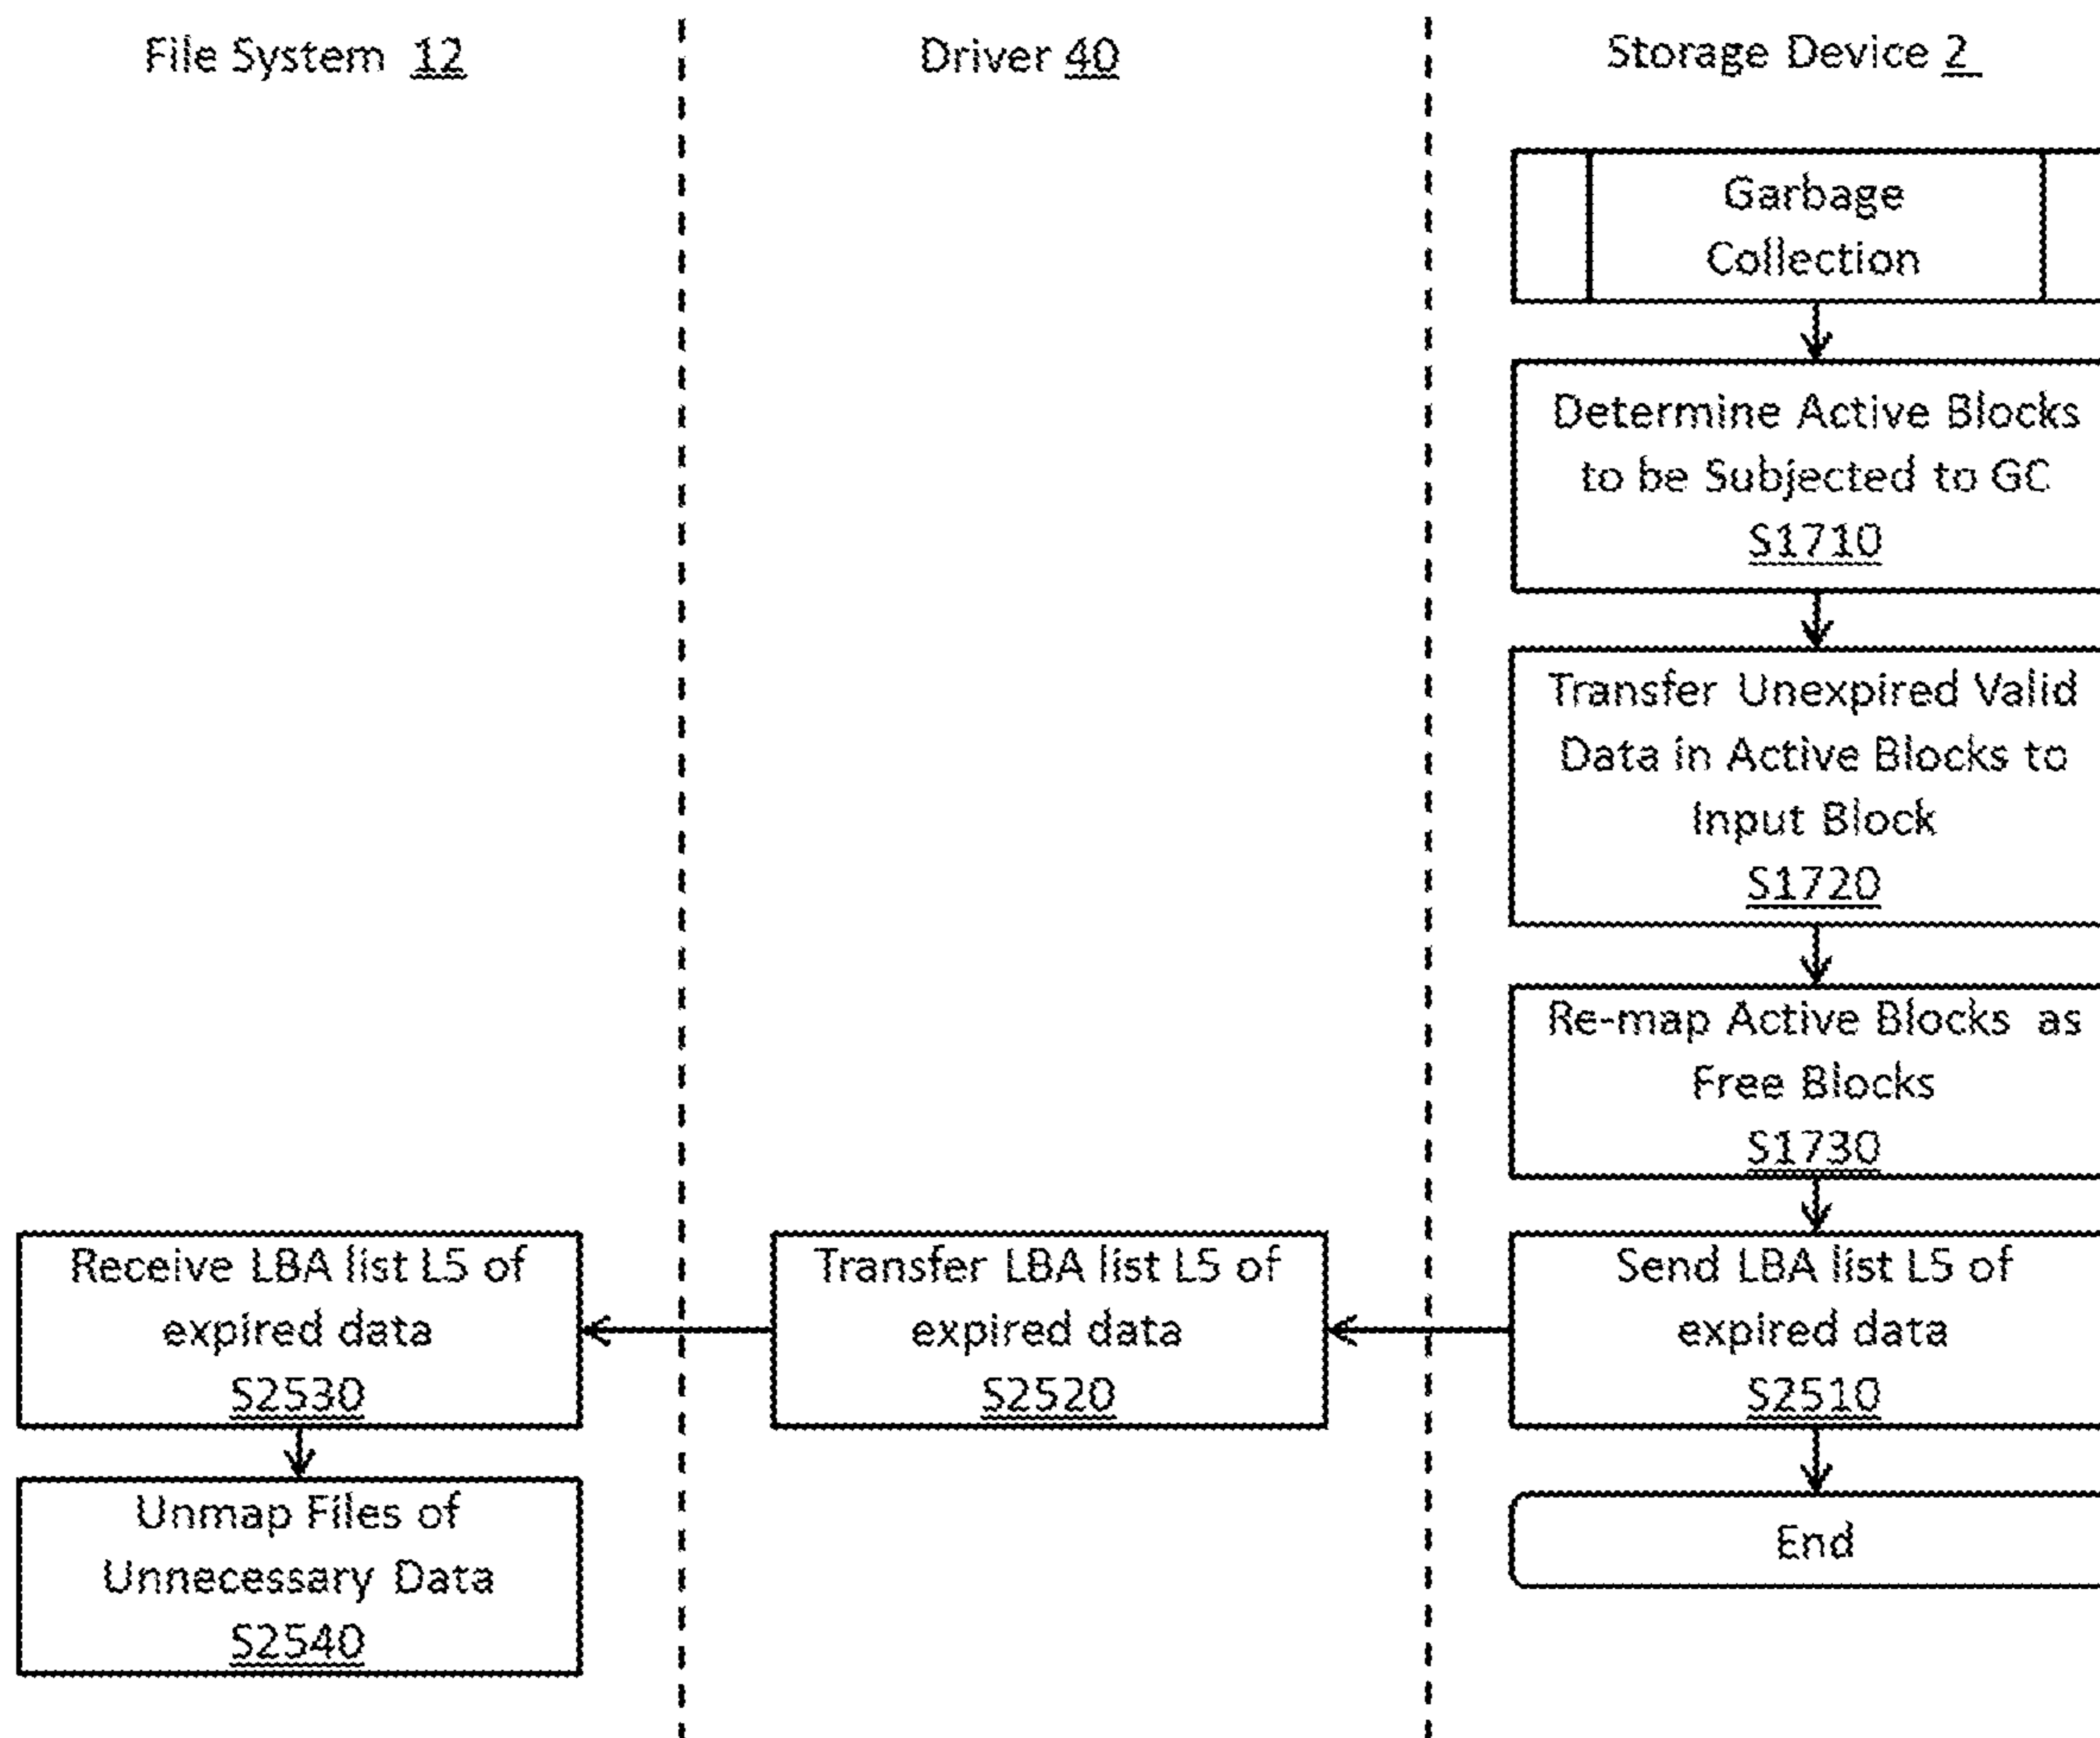 File System 12
Driver 40
Storage Device 2
Garbage
Collection
Determine Active Blocks
to be Subjected to GC
S1710
Transfer Unexpired Valid
Data in Active Blocks to
Input Block
S1720
Re-map Active Blocks as
Free Blocks
S1730
Send LBA list L5 of
expired data
S2510
Transfer LBA list L5 of
expired data
S2520
Receive LBA list L5 of
expired data
S2530
Unmap Files of
Unnecessary Data
S2540
End